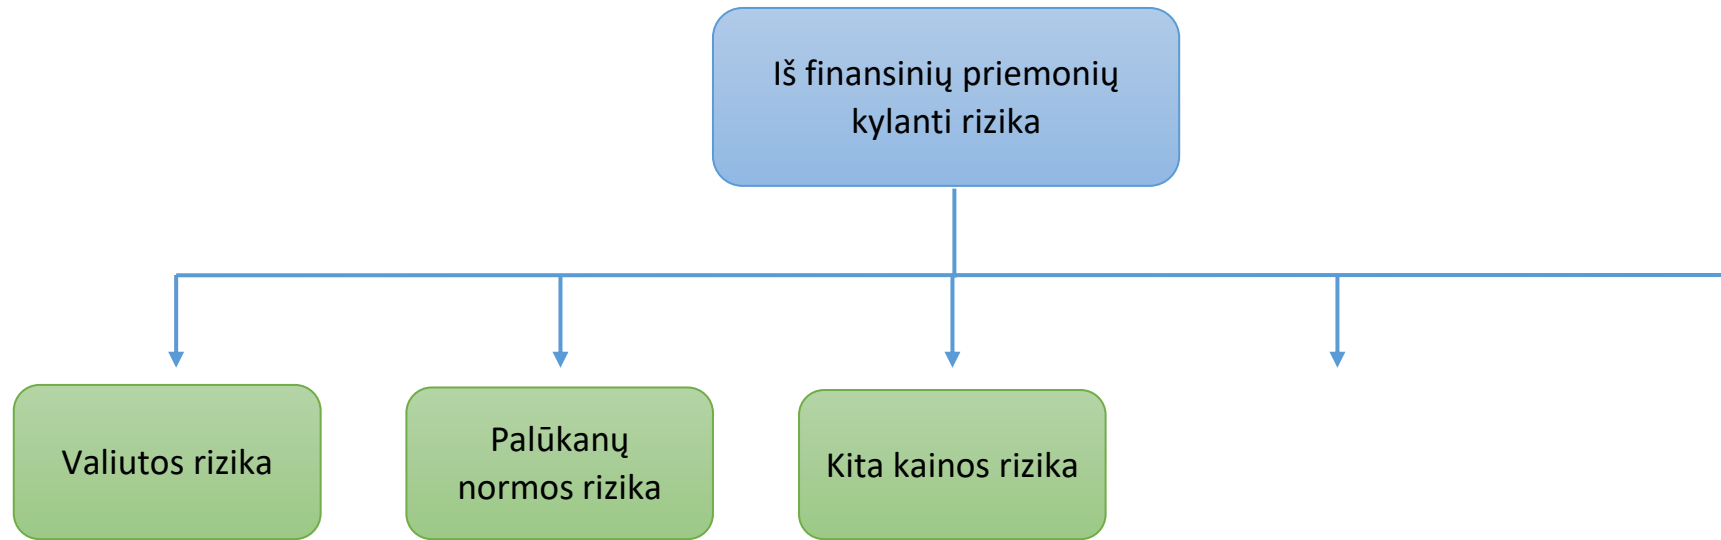 Iš finansinių priemonių
kylanti rizika
Valiutos rizika
Palūkanų
normos rizika
Kita kainos rizika